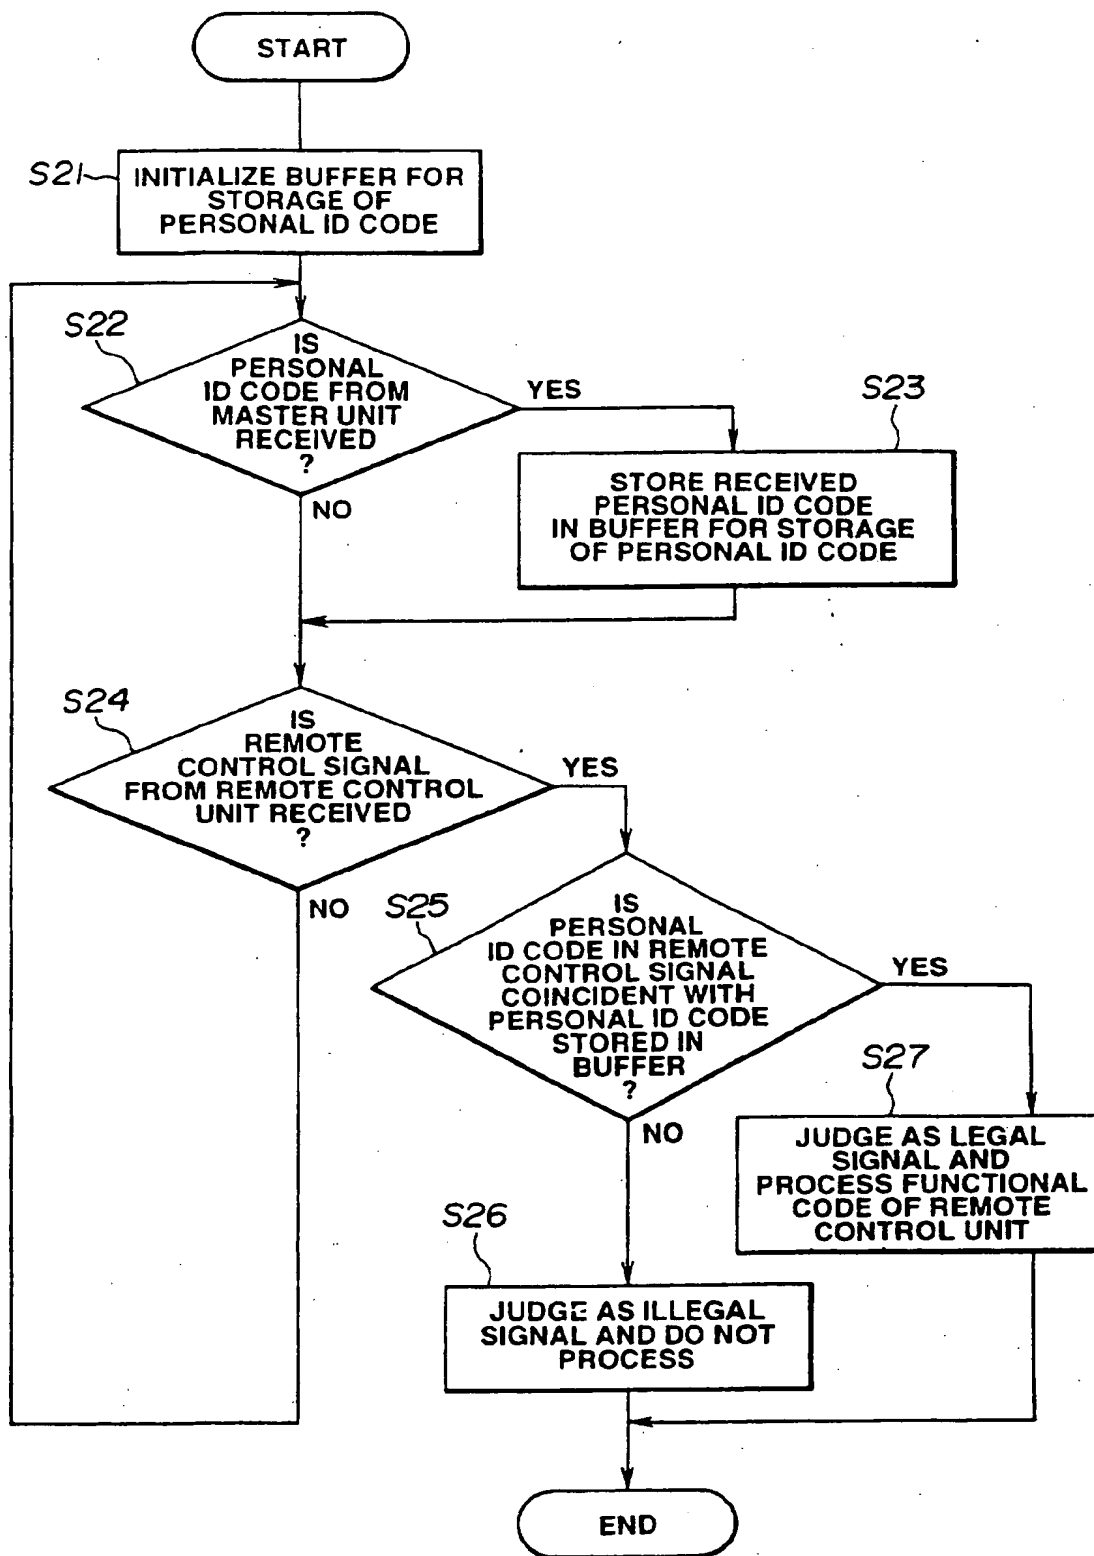 START
S21
INITIALIZE BUFFER FOR
STORAGE OF
PERSONAL ID CODE
S22
IS
PERSONAL
ID CODE FROM
MASTER UNIT
RECEIVED
?
YES
NO
S23
STORE RECEIVED
PERSONAL ID CODE
IN BUFFER FOR STORAGE
OF PERSONAL ID CODE
S24
IS
REMOTE
CONTROL SIGNAL
FROM REMOTE CONTROL
UNIT RECEIVED
?
YES
NO
S25
IS
PERSONAL
ID CODE IN REMOTE
CONTROL SIGNAL
COINCIDENT WITH
PERSONAL ID CODE
STORED IN
BUFFER
?
YES
NO
S27
JUDGE AS LEGAL
SIGNAL AND
PROCESS FUNCTIONAL
CODE OF REMOTE
CONTROL UNIT
S26
JUDGE AS ILLEGAL
SIGNAL AND DO NOT
PROCESS
END